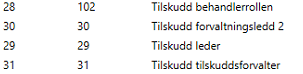 28 102 Tilskudd behandlerrollen
30 30 Tilskudd forvaltningsledd 2
29 29 Tilskudd leder
31 31 Tilskudd tilskuddsforvalter